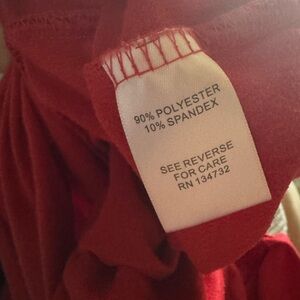 90% POLYESTER
10% SPANDEX
SEE REVERSE
FOR CARE
RN 134732